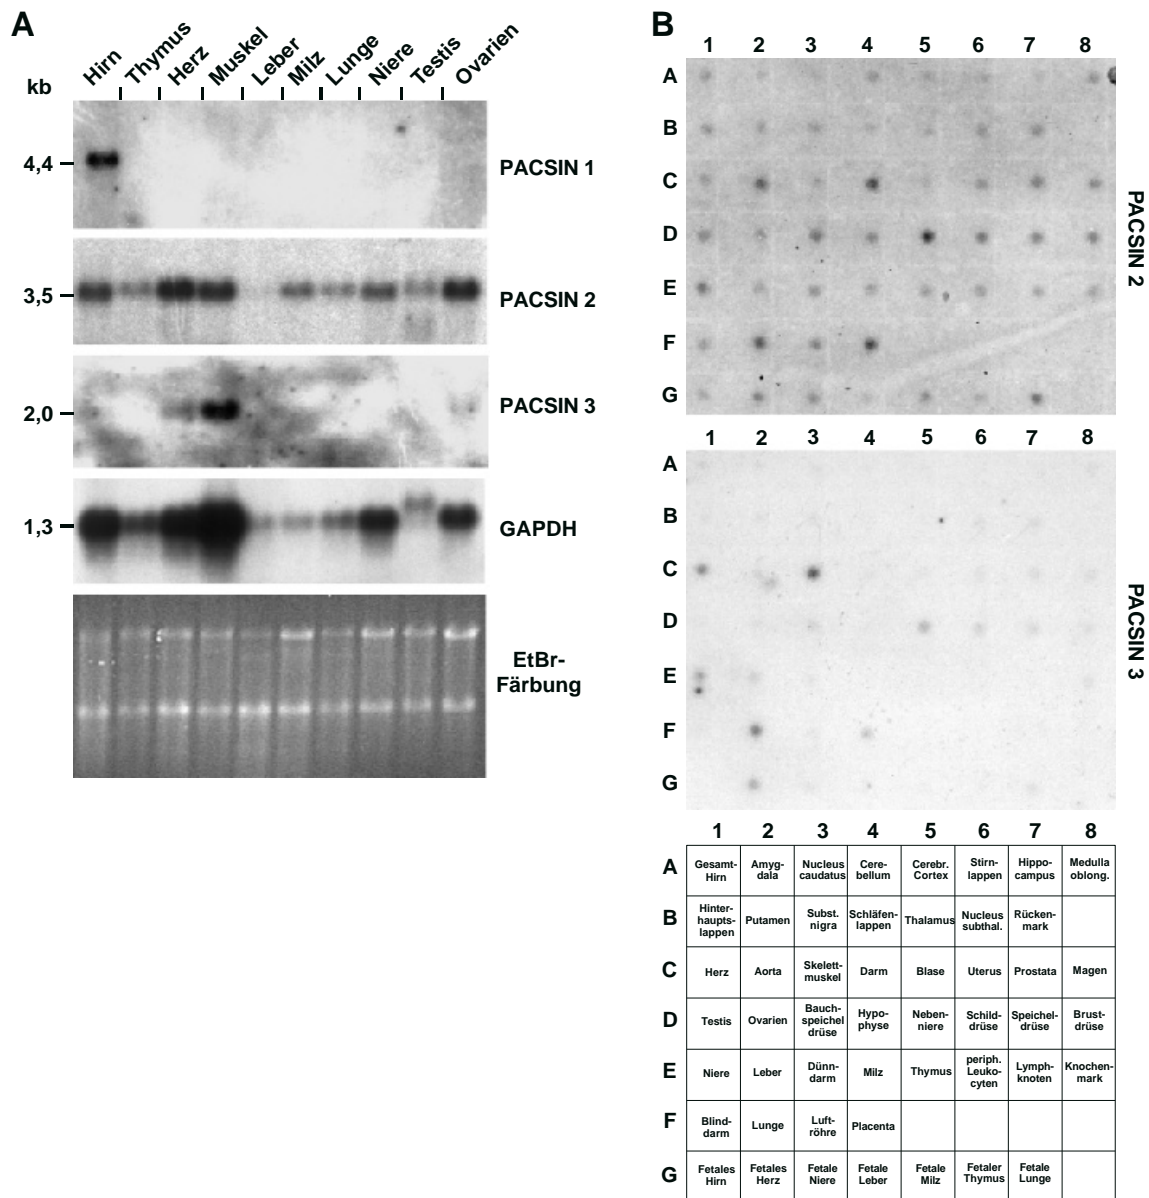 A
Hirn Thymus Herz Muskel Leber Milz Lunge Niere Testis Ovarien
kb
4,4 PACSIN 1
3,5 PACSIN 2
2,0 PACSIN 3
1,3 GAPDH
EtBr-
Färbung
B
1 2 3 4 5 6 7 8
A
B
C
D
E
F
G
PACSIN 2
1 2 3 4 5 6 7 8
A
B
C
D
E
F
G
PACSIN 3
1 2 3 4 5 6 7 8
A
Gesamt-
Hirn
Amyg-
dala
Nucleus
caudatus
Cere-
bellum
Cerebr.
Cortex
Stirn-
lappen
Hippo-
campus
Medulla
oblong.
B
Hinter-
haupts-
lappen
Putamen
Subst.
nigra
Schläfen-
lappen
Thalamus
Nucleus
subthal.
Rücken-
mark
C
Herz
Aorta
Skelett-
muskel
Darm
Blase
Uterus
Prostata
Magen
D
Testis
Ovarien
Bauch-
speichel
drüse
Hypo-
physe
Neben-
niere
Schild-
drüse
Speichel-
drüse
Brust-
drüse
E
Niere
Leber
Dünn-
darm
Milz
Thymus
periph.
Leuko-
cyten
Lymph-
knoten
Knochen-
mark
F
Blind-
darm
Lunge
Luft-
röhre
Placenta
G
Fetales
Hirn
Fetales
Herz
Fetale
Niere
Fetale
Leber
Fetale
Milz
Fetaler
Thymus
Fetale
Lunge